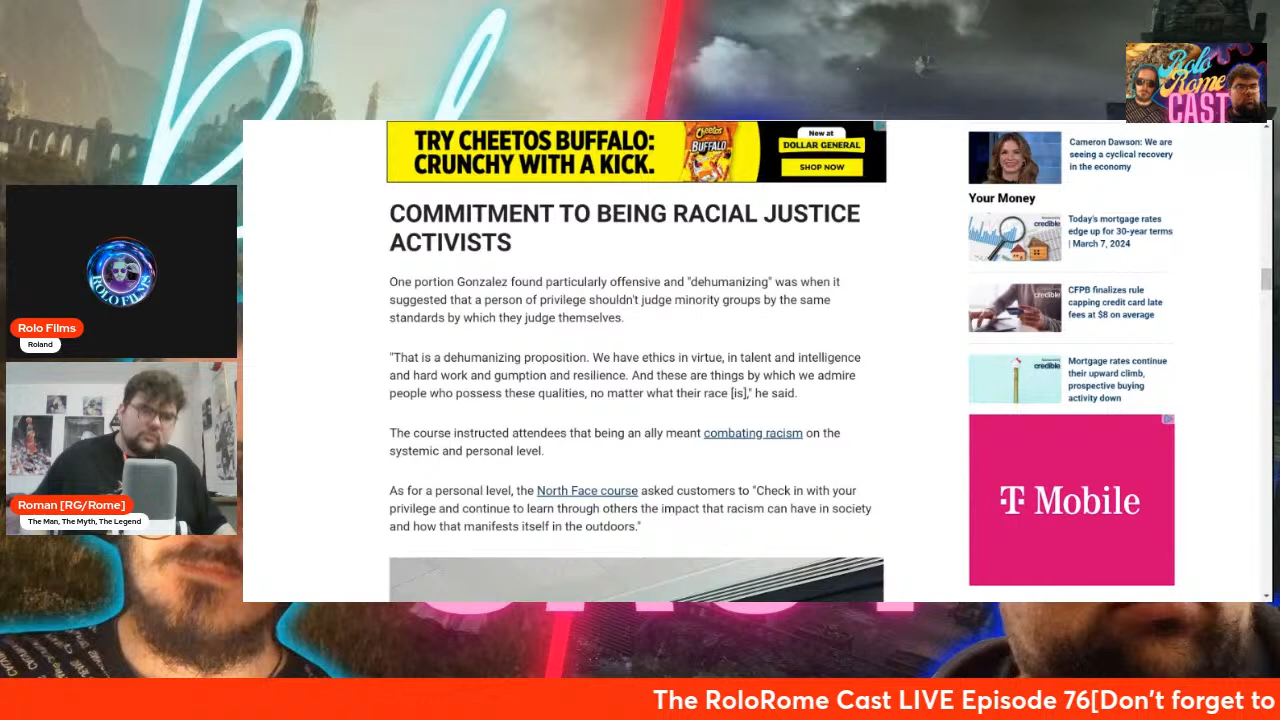 Rolo
Rome
CAST
TRY CHEETOS BUFFALO:
CRUNCHY WITH A KICK.
Cheetos
BUFFALO
New at
DOLLAR GENERAL
SHOP NOW
COMMITMENT TO BEING RACIAL JUSTICE
ACTIVISTS
One portion Gonzalez found particularly offensive and "dehumanizing" was when it
suggested that a person of privilege shouldn't judge minority groups by the same
standards by which they judge themselves.
"That is a dehumanizing proposition. We have ethics in virtue, in talent and intelligence
and hard work and gumption and resilience. And these are things by which we admire
people who possess these qualities, no matter what their race [is]," he said.
The course instructed attendees that being an ally meant combating racism on the
systemic and personal level.
As for a personal level, the North Face course asked customers to "Check in with your
privilege and continue to learn through others the impact that racism can have in society
and how that manifests itself in the outdoors."
Cameron Dawson: We are
seeing a cyclical recovery
in the economy
Your Money
credible
Today's mortgage rates
edge up for 30-year terms
| March 7, 2024
credible
CFPB finalizes rule
capping credit card late
fees at $8 on average
credible
Mortgage rates continue
their upward climb,
prospective buying
activity down
T Mobile
ROLO FILMS
Rolo Films
Roland
Roman [RG/Rome]
The Man, The Myth, The Legend
The RoloRome Cast LIVE Episode 76[Don't forget to